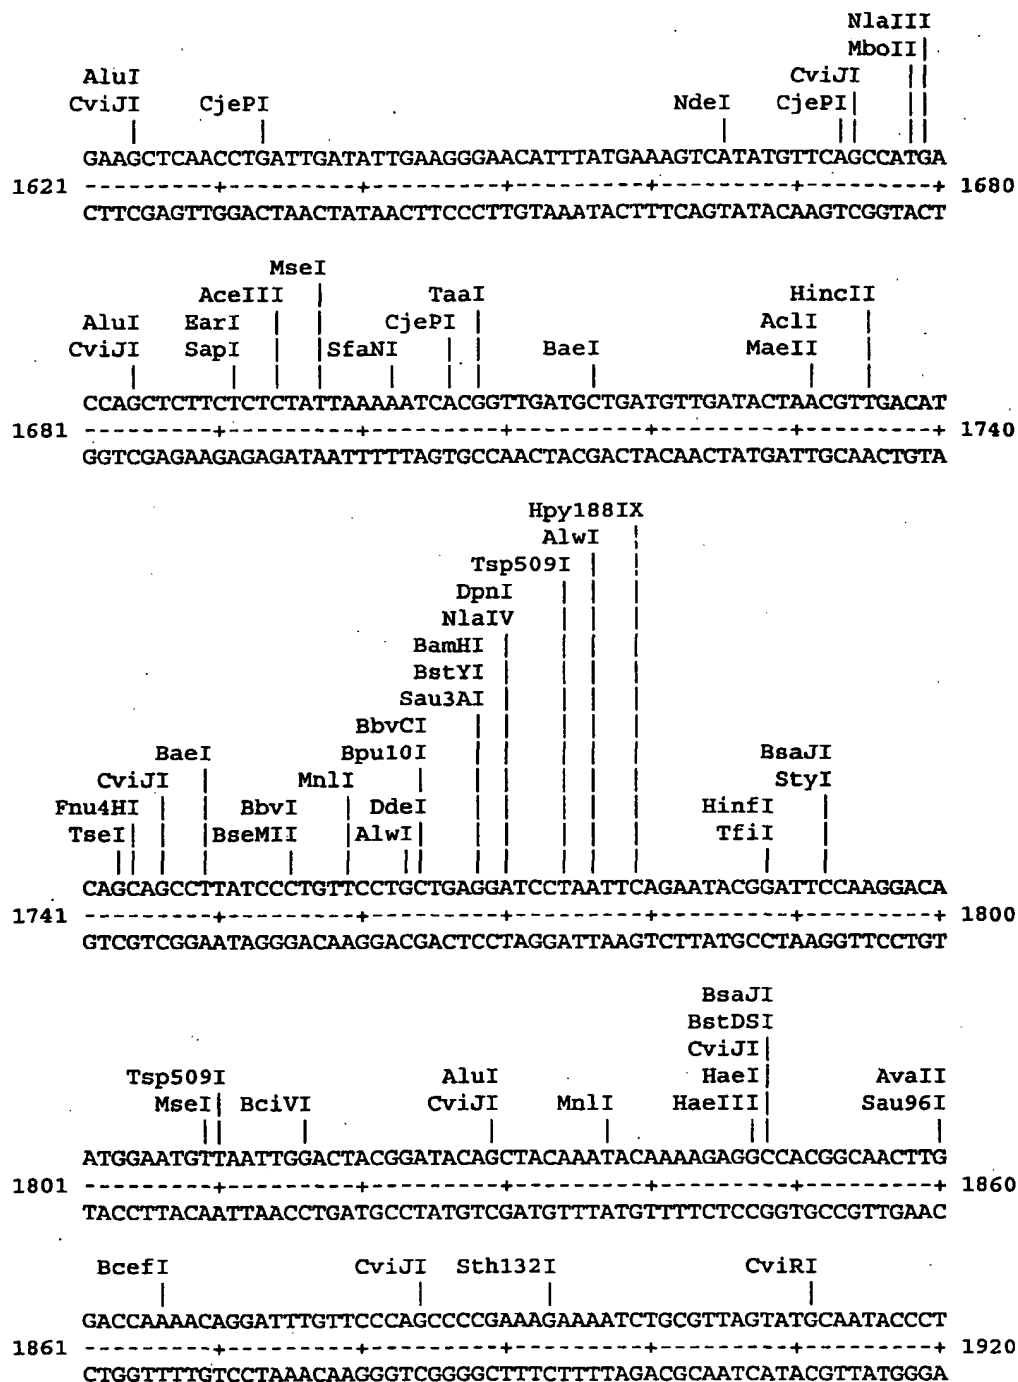 NlaIII
MboII
AluI CviJI
CviJI CjePI NdeI CjePI
GAAGCTCAACCTGATTGATATTGAAGGGAACATTTATGAAAGTCATATGTTCAGCCATGA
1621 ---------+---------+---------+---------+---------+---------+ 1680
CTTCGAGTTGGACTAACTATAACTTCCCTTGTAAATACTTTCAGTATACAAGTCGGTACT
MseI
AceIII TaaI HincII
AluI EarI CjePI AclI
CviJI SapI SfaNI BaeI MaeII
CCAGCTCTTCTCTCTATTAAAAATCACGGTTGATGCTGATGTTGATACTAACGTTGACAT
1681 ---------+---------+---------+---------+---------+---------+ 1740
GGTCGAGAAGAGAGATAATTTTTAGTGCCAACTACGACTACAACTATGATTGCAACTGTA
Hpy188IX
AlwI
Tsp509I
DpnI
NlaIV
BamHI
BstYI
Sau3AI
BbvCI
BaeI Bpu10I BsaJI
CviJI MnlI StyI
Fnu4HI BbvI DdeI HinfI
TseI BseMII AlwI TfiI
CAGCAGCCTTATCCCTGTTCCTGCTGAGGATCCTAATTCAGAATACGGATTCCAAGGACA
1741 ---------+---------+---------+---------+---------+---------+ 1800
GTCGTCGGAATAGGGACAAGGACGACTCCTAGGATTAAGTCTTATGCCTAAGGTTCCTGT
BsaJI
BstDSI
CviJI
Tsp509I AluI HaeI AvaII
MseI BciVI CviJI MnlI HaeIII Sau96I
ATGGAATGTTAATTGGACTACGGATACAGCTACAAATACAAAAGAGGCCACGGCAACTTG
1801 ---------+---------+---------+---------+---------+---------+ 1860
TACCTTACAATTAACCTGATGCCTATGTCGATGTTTATGTTTTCTCCGGTGCCGTTGAAC
BcefI CviJI Sth132I CviRI
GACCAAAACAGGATTTGTTCCCAGCCCCGAAAGAAAATCTGCGTTAGTATGCAATACCCT
1861 ---------+---------+---------+---------+---------+---------+ 1920
CTGGTTTTGTCCTAAACAAGGGTCGGGGCTTTCTTTTAGACGCAATCATACGTTATGGGA